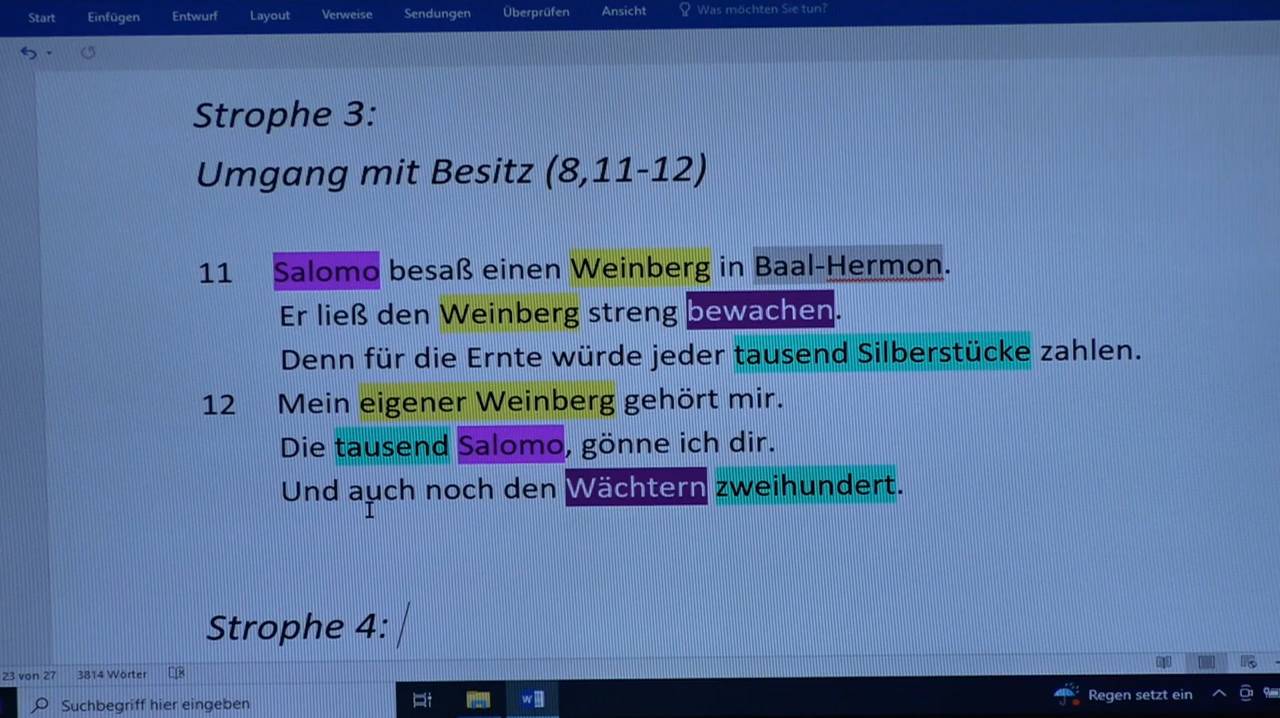 Start Einfügen Entwurf Layout Verweise Sendungen Überprüfen Ansicht Was möchten Sie tun?
Strophe 3:
Umgang mit Besitz (8,11-12)
11 Salomo besaß einen Weinberg in Baal-Hermon.
Er ließ den Weinberg streng bewachen.
Denn für die Ernte würde jeder tausend Silberstücke zahlen.
12 Mein eigener Weinberg gehört mir.
Die tausend Salomo, gönne ich dir.
Und auch noch den Wächtern zweihundert.
Strophe 4:
23 von 27 3814 Wörter
Suchbegriff hier eingeben W Regen setzt ein